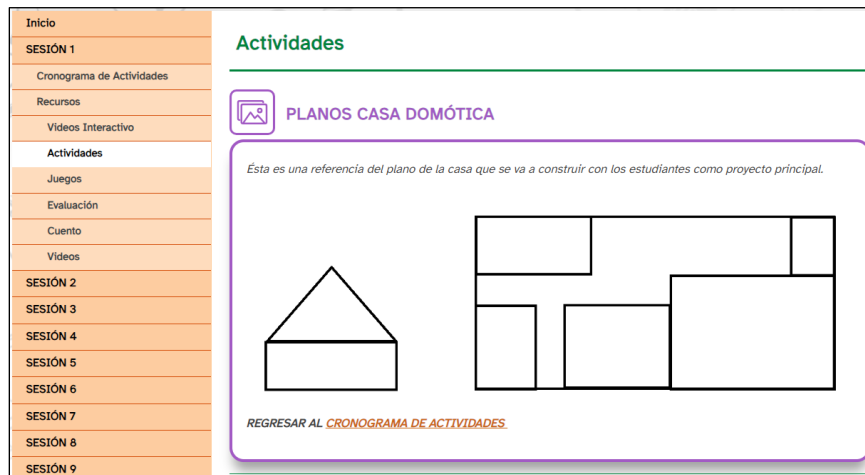 Inicio
SESIÓN 1
Cronograma de Actividades
Recursos
Videos Interactivo
Actividades
Juegos
Evaluación
Cuento
Videos
SESIÓN 2
SESIÓN 3
SESIÓN 4
SESIÓN 5
SESIÓN 6
SESIÓN 7
SESIÓN 8
SESIÓN 9
Actividades
PLANOS CASA DOMÓTICA
Ésta es una referencia del plano de la casa que se va a construir con los estudiantes como proyecto principal.
REGRESAR AL CRONOGRAMA DE ACTIVIDADES